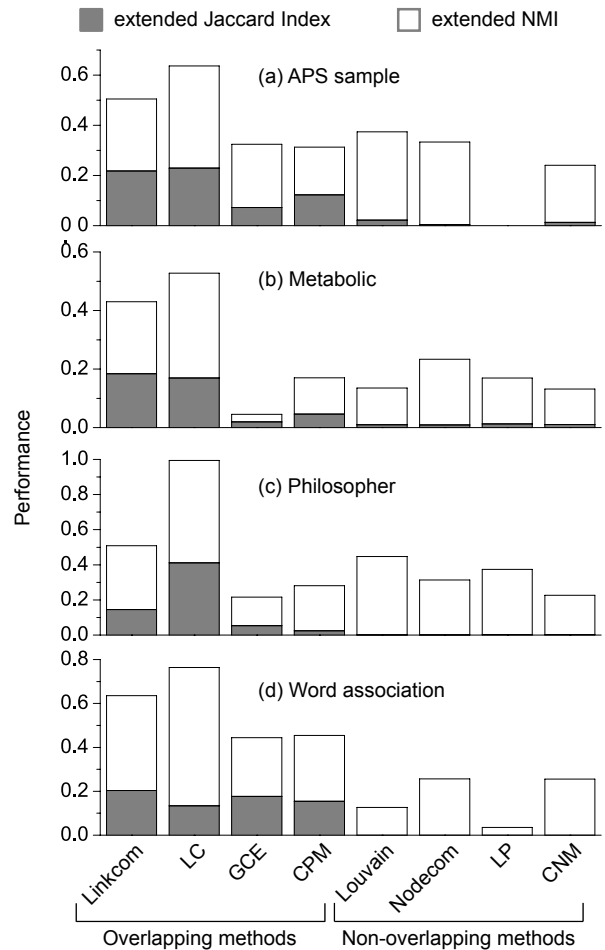 extended Jaccard Index extended NMI
(a) APS sample
0.6
0.4
0.2
0.0
(b) Metabolic
0.6
0.4
0.2
0.0
Performance
(c) Philosopher
1.0
0.8
0.6
0.4
0.2
0.0
(d) Word association
0.8
0.6
0.4
0.2
0.0
Linkcom LC GCE CPM Louvain Nodecom LP CNM
Overlapping methods Non-overlapping methods